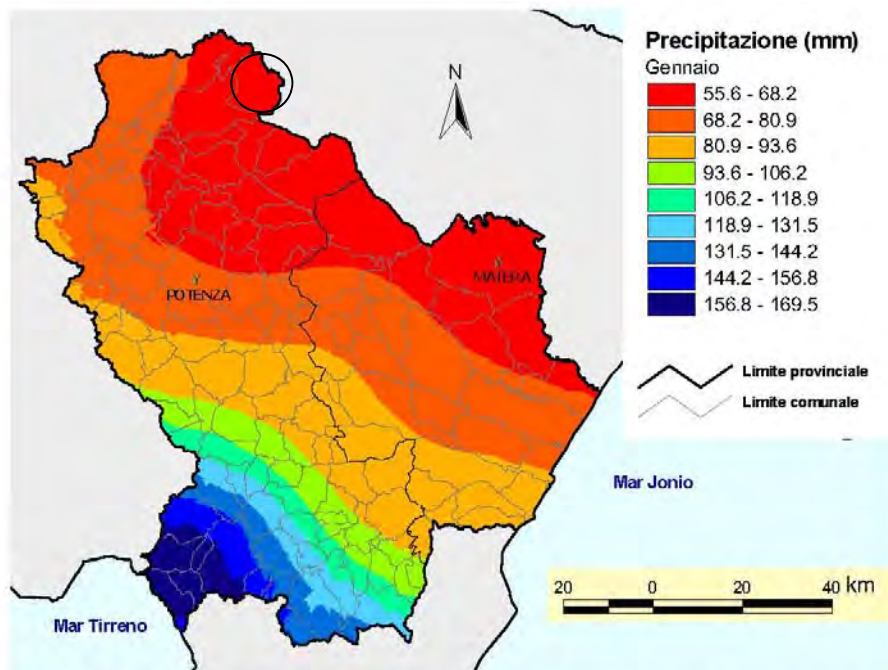 Precipitazione (mm)
Gennaio
55.6 - 68.2
68.2 - 80.9
80.9 - 93.6
93.6 - 106.2
106.2 - 118.9
118.9 - 131.5
131.5 - 144.2
144.2 - 156.8
156.8 - 169.5
Limite provinciale
Limite comunale
N
POTENZA
MATERA
Mar Jonio
Mar Tirreno
20 0 20 40 km